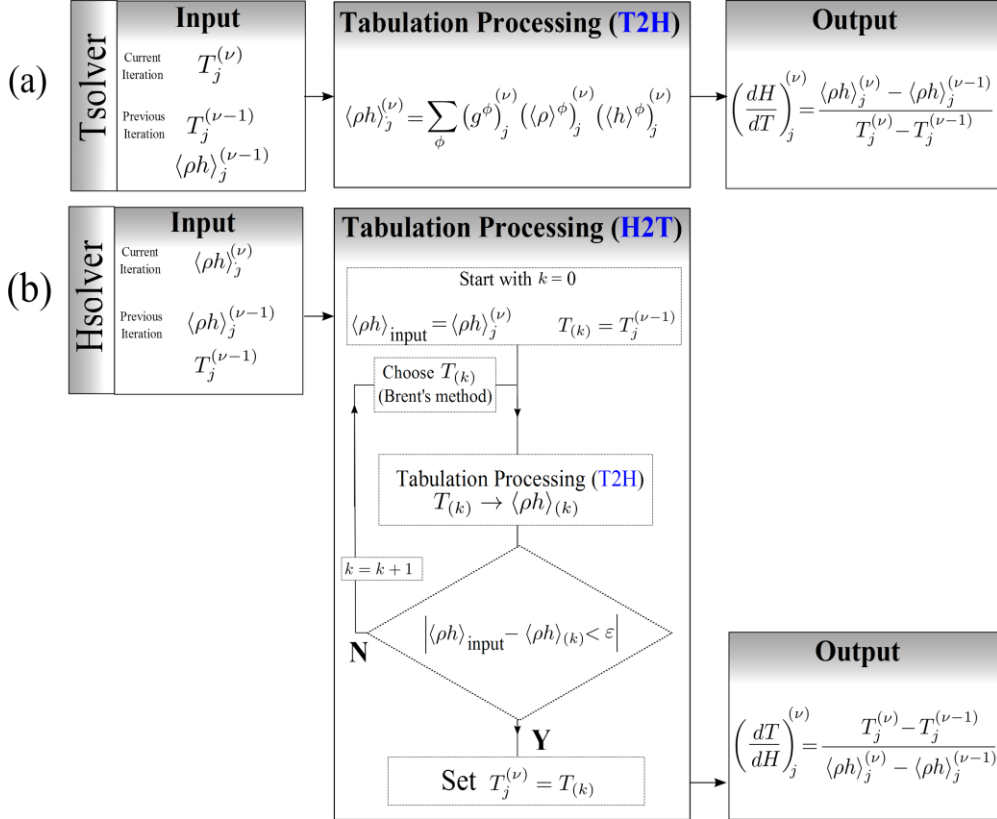 (a)
Tsolver
Input
Current
Iteration
T_j^{(ν)}
Previous
Iteration
T_j^{(ν−1)}
⟨ρh⟩_j^{(ν−1)}
Tabulation Processing (T2H)
⟨ρh⟩_j^{(ν)} = ∑_ϕ (g^ϕ)_j^{(ν)} (⟨ρ⟩^ϕ)_j^{(ν)} (⟨h⟩^ϕ)_j^{(ν)}
Output
(dH/dT)_j^{(ν)} = (⟨ρh⟩_j^{(ν)} − ⟨ρh⟩_j^{(ν−1)}) / (T_j^{(ν)} − T_j^{(ν−1)})
(b)
Hsolver
Input
Current
Iteration
⟨ρh⟩_j^{(ν)}
Previous
Iteration
⟨ρh⟩_j^{(ν−1)}
T_j^{(ν−1)}
Tabulation Processing (H2T)
Start with k = 0
⟨ρh⟩_input = ⟨ρh⟩_j^{(ν)} T_(k) = T_j^{(ν−1)}
Choose T_(k)
(Brent's method)
Tabulation Processing (T2H)
T_(k) → ⟨ρh⟩_(k)
k = k + 1
|⟨ρh⟩_input − ⟨ρh⟩_(k) < ε|
N
Y
Set T_j^{(ν)} = T_(k)
Output
(dT/dH)_j^{(ν)} = (T_j^{(ν)} − T_j^{(ν−1)}) / (⟨ρh⟩_j^{(ν)} − ⟨ρh⟩_j^{(ν−1)})